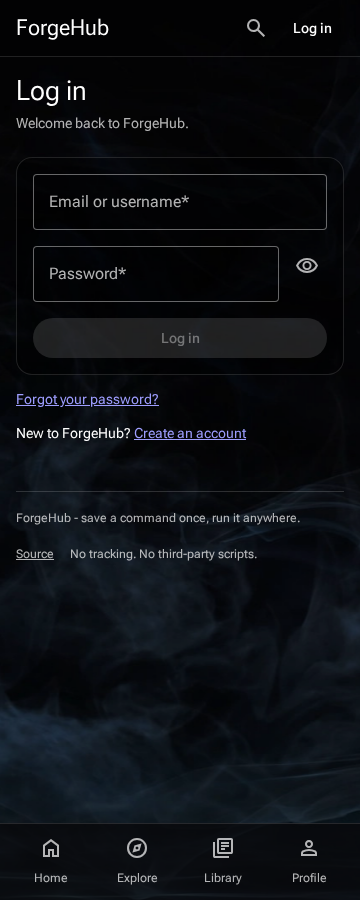 ForgeHub
Log in
Log in
Welcome back to ForgeHub.
Email or username*
Password*
Log in
Forgot your password?
New to ForgeHub? Create an account
ForgeHub - save a command once, run it anywhere.
Source No tracking. No third-party scripts.
Home Explore Library Profile